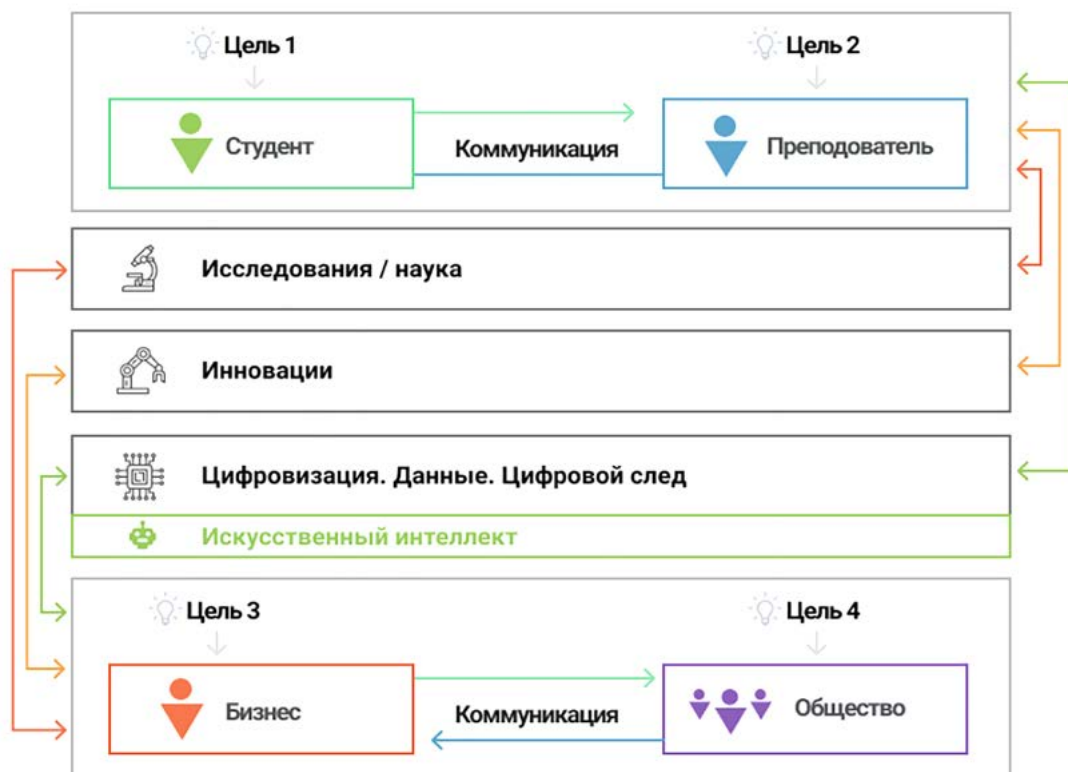 Цель 1
Цель 2
Студент
Коммуникация
Преподователь
Исследования / наука
Инновации
Цифровизация. Данные. Цифровой след
Искусственный интеллект
Цель 3
Цель 4
Бизнес
Коммуникация
Общество